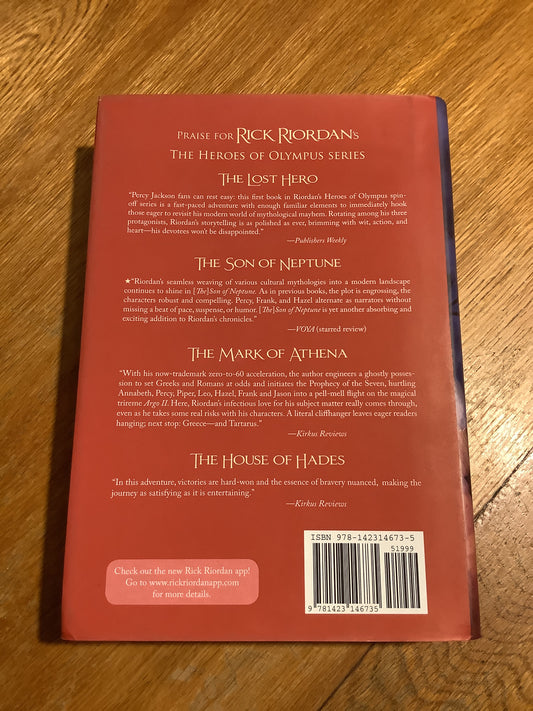 PRAISE FOR RICK RIORDAN'S
THE HEROES OF OLYMPUS SERIES
THE LOST HERO
"Percy Jackson fans can rest easy: this first book in Riordan's Heroes of Olympus spin-
off series is a fast-paced adventure with enough familiar elements to immediately hook
those eager to revisit his modern world of mythological mayhem. Rotating among his three
protagonists, Riordan's storytelling is as polished as ever, brimming with wit, action, and
heart—his devotees won't be disappointed."
—Publishers Weekly
THE SON OF NEPTUNE
★"Riordan's seamless weaving of various cultural mythologies into a modern landscape
continues to shine in [The] Son of Neptune. As in previous books, the plot is engrossing, the
characters robust and compelling. Percy, Frank, and Hazel alternate as narrators without
missing a beat of pace, suspense, or humor. [The] Son of Neptune is yet another absorbing and
exciting addition to Riordan's chronicles."
—VOYA (starred review)
THE MARK OF ATHENA
"With his now-trademark zero-to-60 acceleration, the author engineers a ghostly posses-
sion to set Greeks and Romans at odds and initiates the Prophecy of the Seven, hurtling
Annabeth, Percy, Piper, Leo, Hazel, Frank and Jason into a pell-mell flight on the magical
trireme Argo II. Here, Riordan's infectious love for his subject matter really comes through,
even as he takes some real risks with his characters. A literal cliffhanger leaves eager readers
hanging; next stop: Greece—and Tartarus."
—Kirkus Reviews
THE HOUSE OF HADES
"In this adventure, victories are hard-won and the essence of bravery nuanced, making the
journey as satisfying as it is entertaining."
—Kirkus Reviews
Check out the new Rick Riordan app!
Go to www.rickriordanapp.com
for more details.
ISBN 978-142314673-5
51999
9 781423 146735